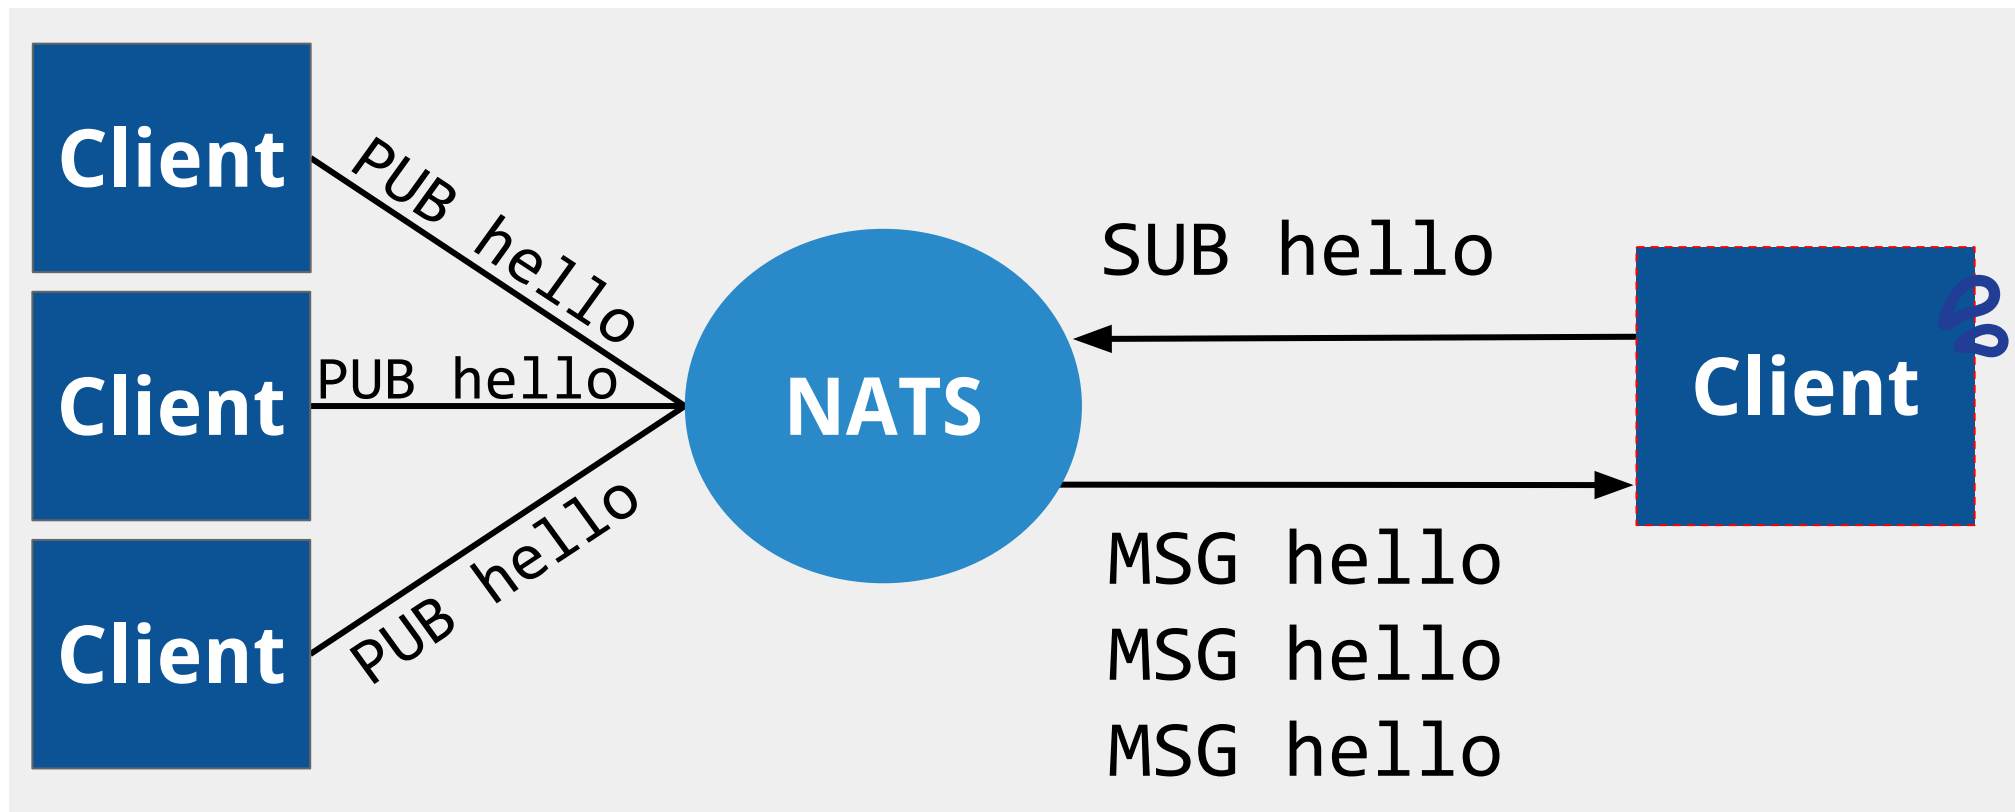 Client
PUB hello
Client
PUB hello
Client
PUB hello
NATS
SUB hello
Client
MSG hello
MSG hello
MSG hello